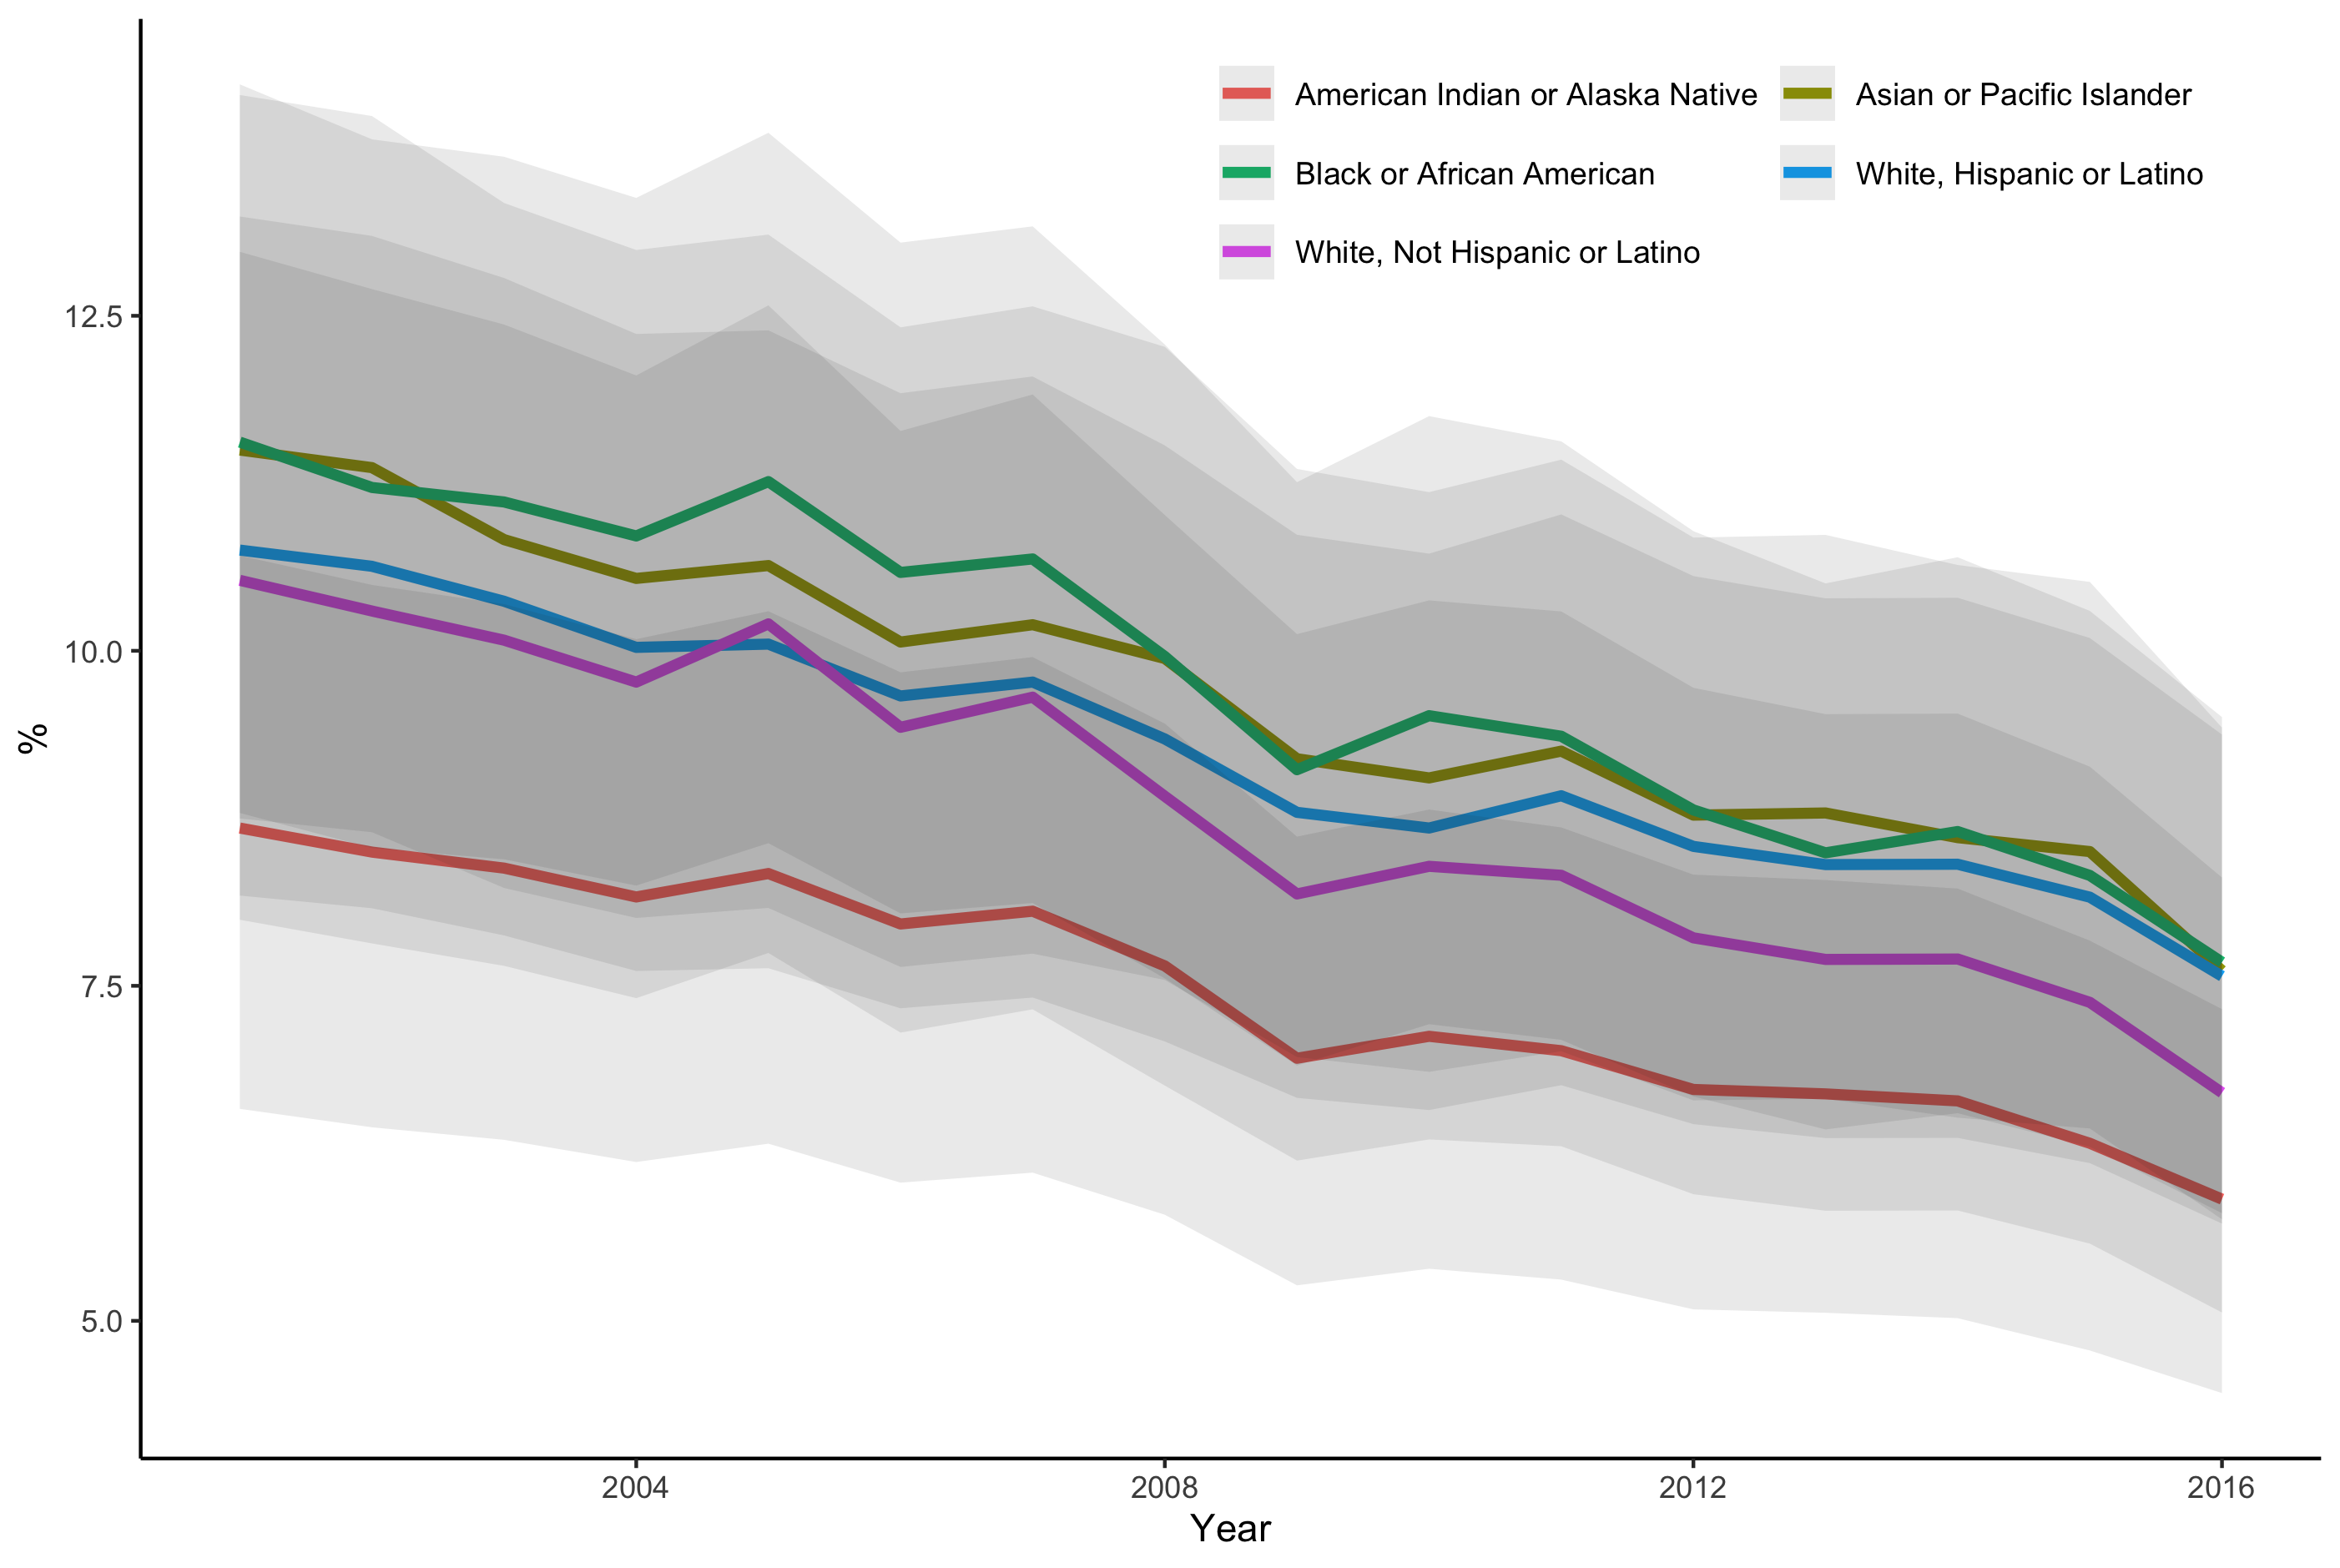 American Indian or Alaska Native
Asian or Pacific Islander
Black or African American
White, Hispanic or Latino
White, Not Hispanic or Latino
12.5
10.0
7.5
5.0
%
2004
2008
2012
2016
Year